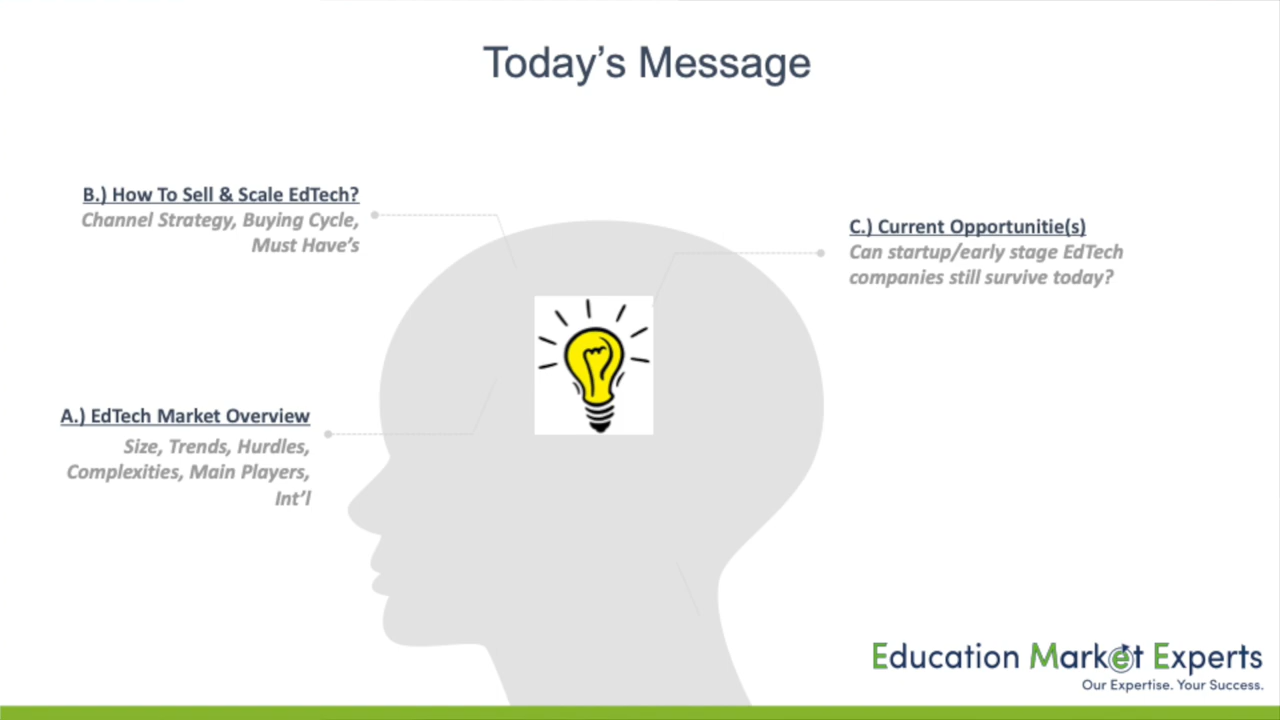 Today’s Message
B.) How To Sell & Scale EdTech?
Channel Strategy, Buying Cycle,
Must Have’s
C.) Current Opportunitie(s)
Can startup/early stage EdTech
companies still survive today?
A.) EdTech Market Overview
Size, Trends, Hurdles,
Complexities, Main Players,
Int’l
Education Market Experts
Our Expertise. Your Success.